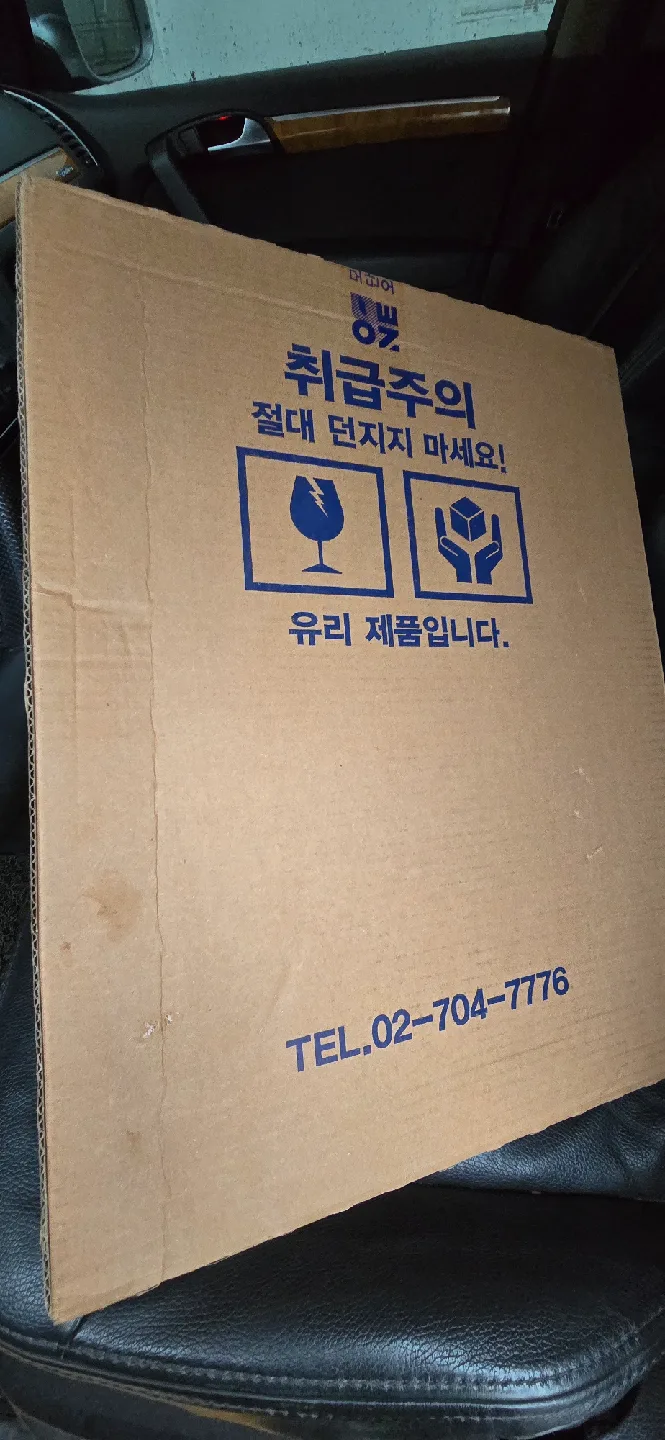 취급주의
절대 던지지 마세요!
유리 제품입니다.
TEL.02-704-7776